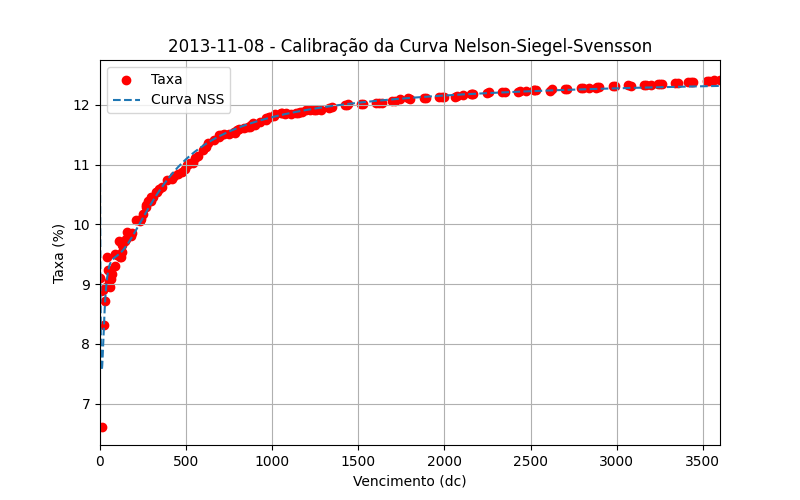 2013-11-08 - Calibração da Curva Nelson-Siegel-Svensson
Taxa
Curva NSS
12
11
10
9
8
7
Taxa (%)
0 500 1000 1500 2000 2500 3000 3500
Vencimento (dc)